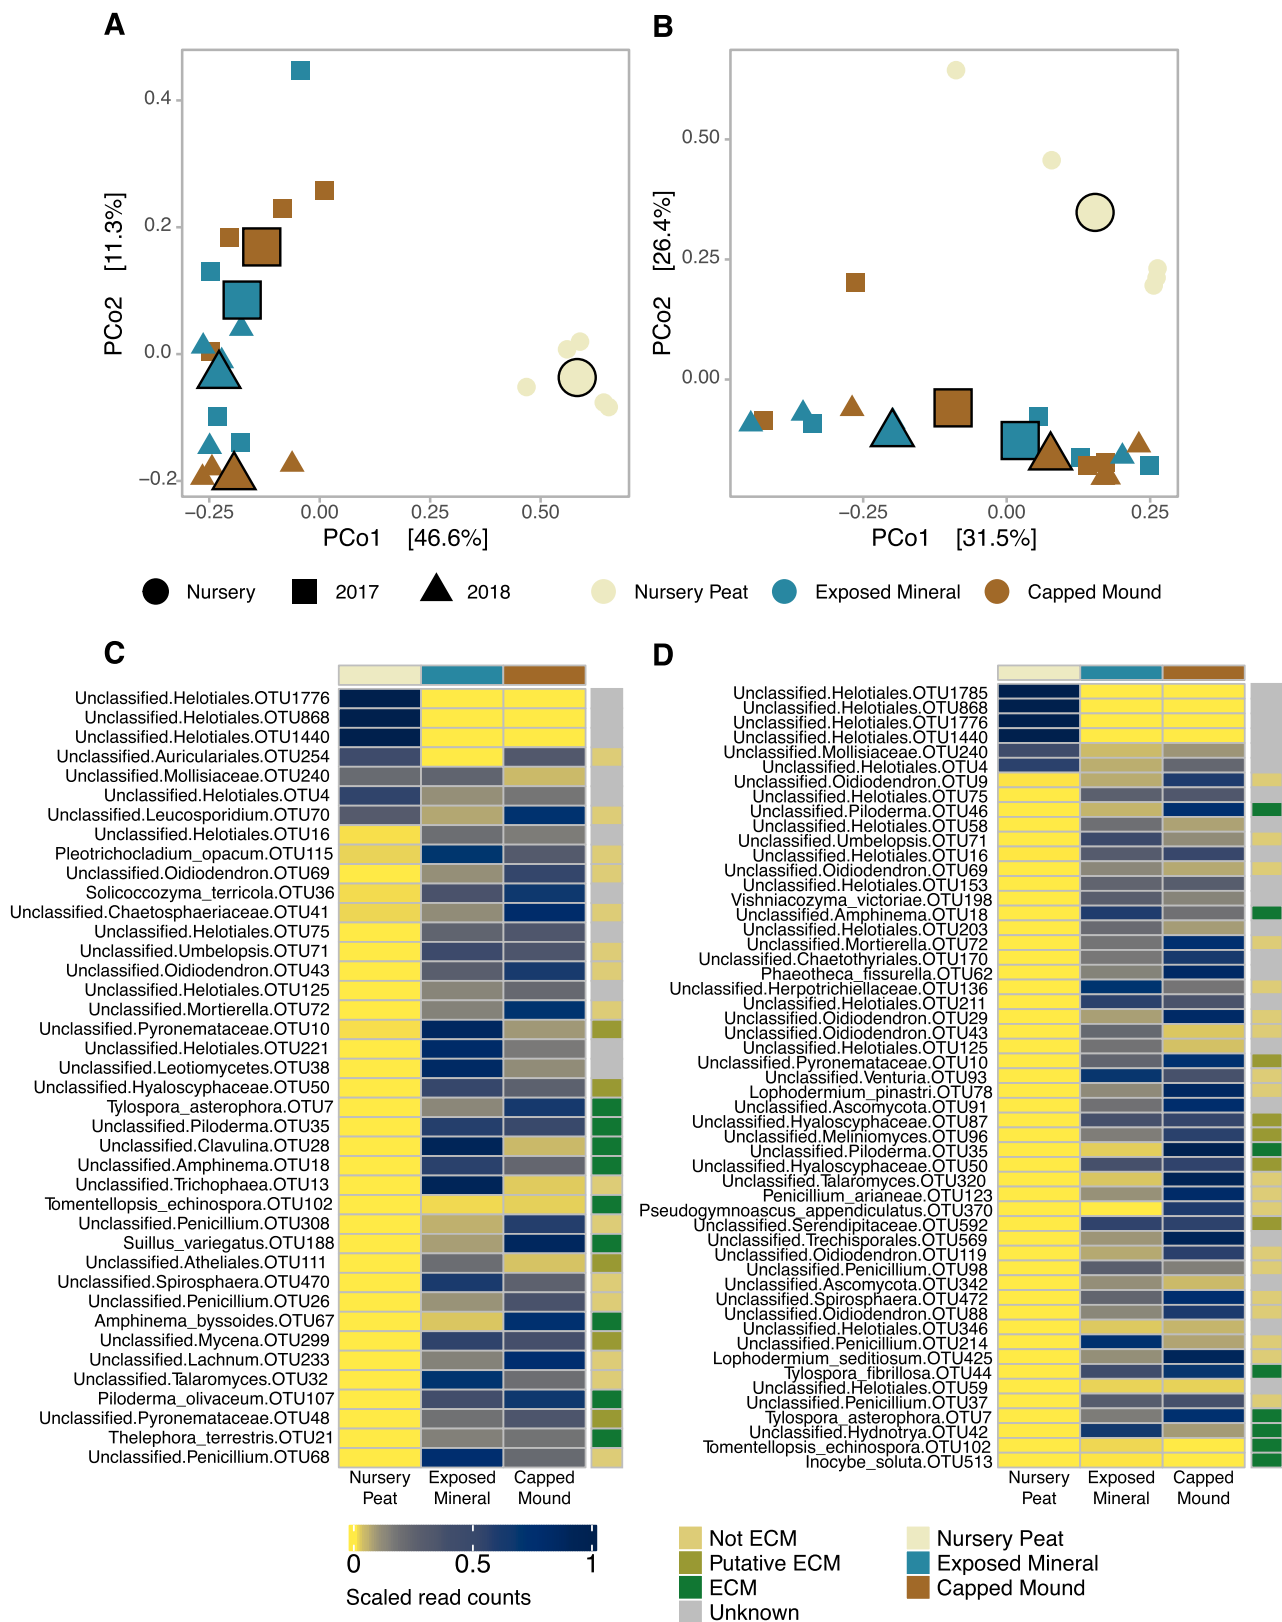 A
B
0.4
0.2
0.0
−0.2
−0.25
0.00
0.25
0.50
PCo2 [11.3%]
PCo1 [46.6%]
0.50
0.25
0.00
−0.25
0.00
0.25
PCo2 [26.4%]
PCo1 [31.5%]
Nursery
2017
2018
Nursery Peat
Exposed Mineral
Capped Mound
C
Unclassified.Helotiales.OTU1776
Unclassified.Helotiales.OTU868
Unclassified.Helotiales.OTU1440
Unclassified.Auriculariales.OTU254
Unclassified.Mollisiaceae.OTU240
Unclassified.Helotiales.OTU4
Unclassified.Leucosporidium.OTU70
Unclassified.Helotiales.OTU16
Pleotrichocladium_opacum.OTU115
Unclassified.Oidiodendron.OTU69
Solicoccozyma_terricola.OTU36
Unclassified.Chaetosphaeriaceae.OTU41
Unclassified.Helotiales.OTU75
Unclassified.Umbelopsis.OTU71
Unclassified.Oidiodendron.OTU43
Unclassified.Helotiales.OTU125
Unclassified.Mortierella.OTU72
Unclassified.Pyronemataceae.OTU10
Unclassified.Helotiales.OTU221
Unclassified.Leotiomycetes.OTU38
Unclassified.Hyaloscyphaceae.OTU50
Tylospora_asterophora.OTU7
Unclassified.Piloderma.OTU35
Unclassified.Clavulina.OTU28
Unclassified.Amphinema.OTU18
Unclassified.Trichophaea.OTU13
Tomentellopsis_echinospora.OTU102
Unclassified.Penicillium.OTU308
Suillus_variegatus.OTU188
Unclassified.Atheliales.OTU111
Unclassified.Spirosphaera.OTU470
Unclassified.Penicillium.OTU26
Amphinema_byssoides.OTU67
Unclassified.Mycena.OTU299
Unclassified.Lachnum.OTU233
Unclassified.Talaromyces.OTU32
Piloderma_olivaceum.OTU107
Unclassified.Pyronemataceae.OTU48
Thelephora_terrestris.OTU21
Unclassified.Penicillium.OTU68
Nursery Peat
Exposed Mineral
Capped Mound
D
Unclassified.Helotiales.OTU1785
Unclassified.Helotiales.OTU868
Unclassified.Helotiales.OTU1776
Unclassified.Helotiales.OTU1440
Unclassified.Mollisiaceae.OTU240
Unclassified.Helotiales.OTU4
Unclassified.Oidiodendron.OTU9
Unclassified.Helotiales.OTU75
Unclassified.Piloderma.OTU46
Unclassified.Helotiales.OTU58
Unclassified.Umbelopsis.OTU71
Unclassified.Helotiales.OTU16
Unclassified.Oidiodendron.OTU69
Unclassified.Helotiales.OTU153
Vishniacozyma_victoriae.OTU198
Unclassified.Amphinema.OTU18
Unclassified.Helotiales.OTU203
Unclassified.Mortierella.OTU72
Unclassified.Chaetothyriales.OTU170
Phaeotheca_fissurella.OTU62
Unclassified.Herpotrichiellaceae.OTU136
Unclassified.Helotiales.OTU211
Unclassified.Oidiodendron.OTU29
Unclassified.Oidiodendron.OTU43
Unclassified.Helotiales.OTU125
Unclassified.Pyronemataceae.OTU10
Unclassified.Venturia.OTU93
Lophodermium_pinastri.OTU78
Unclassified.Ascomycota.OTU91
Unclassified.Hyaloscyphaceae.OTU87
Unclassified.Meliniomyces.OTU96
Unclassified.Piloderma.OTU35
Unclassified.Hyaloscyphaceae.OTU50
Unclassified.Talaromyces.OTU320
Penicillium_arianeae.OTU123
Pseudogymnoascus_appendiculatus.OTU370
Unclassified.Serendipitaceae.OTU592
Unclassified.Trechisporales.OTU569
Unclassified.Oidiodendron.OTU119
Unclassified.Penicillium.OTU98
Unclassified.Ascomycota.OTU342
Unclassified.Spirosphaera.OTU472
Unclassified.Oidiodendron.OTU88
Unclassified.Helotiales.OTU346
Unclassified.Penicillium.OTU214
Lophodermium_seditiosum.OTU425
Tylospora_fibrillosa.OTU44
Unclassified.Helotiales.OTU59
Unclassified.Penicillium.OTU37
Tylospora_asterophora.OTU7
Unclassified.Hydnotrya.OTU42
Tomentellopsis_echinospora.OTU102
Inocybe_soluta.OTU513
Nursery Peat
Exposed Mineral
Capped Mound
0
0.5
1
Scaled read counts
Not ECM
Putative ECM
ECM
Unknown
Nursery Peat
Exposed Mineral
Capped Mound